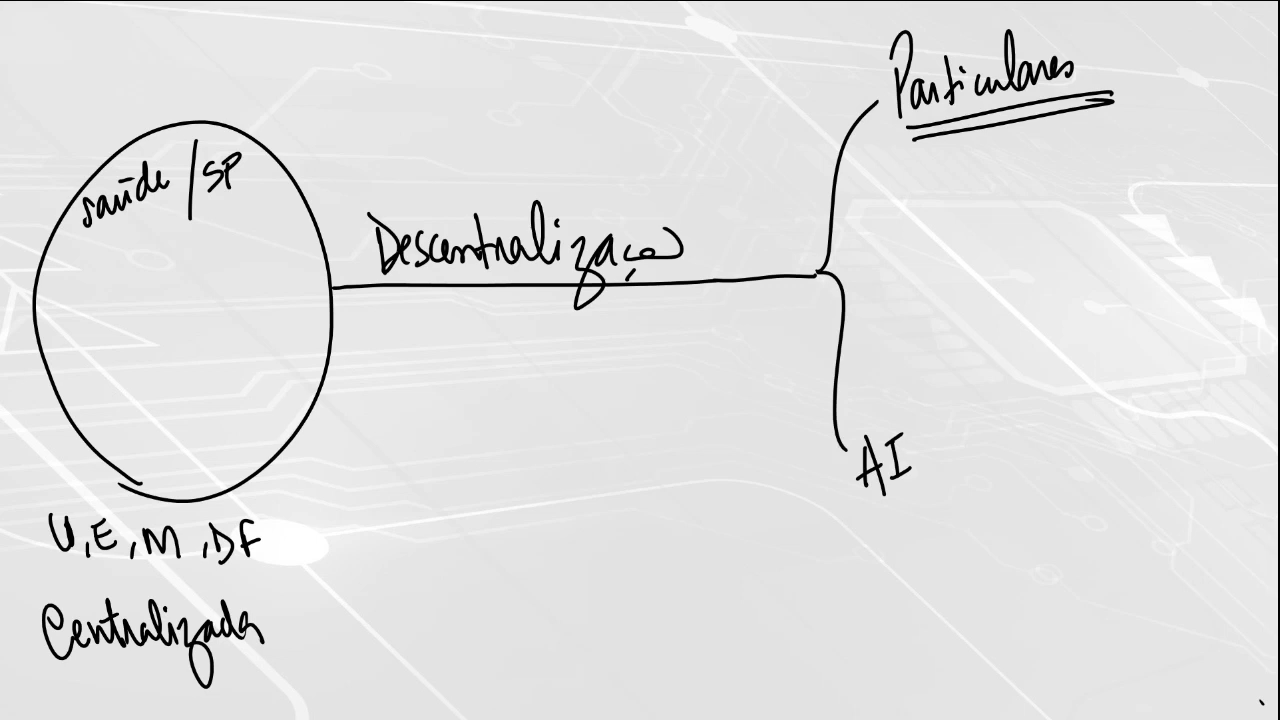 saúde / SP
Descentralização
Particulares
AI
U, E, M, DF
Centralizada